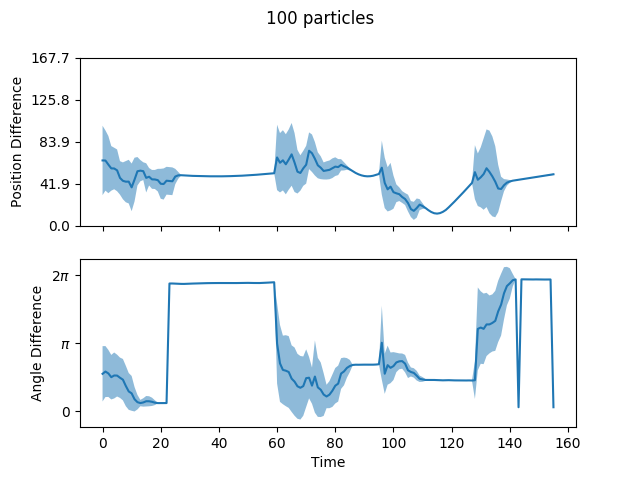 100 particles
Position Difference
167.7
125.8
83.9
41.9
0.0
Angle Difference
2π
π
0
0 20 40 60 80 100 120 140 160
Time